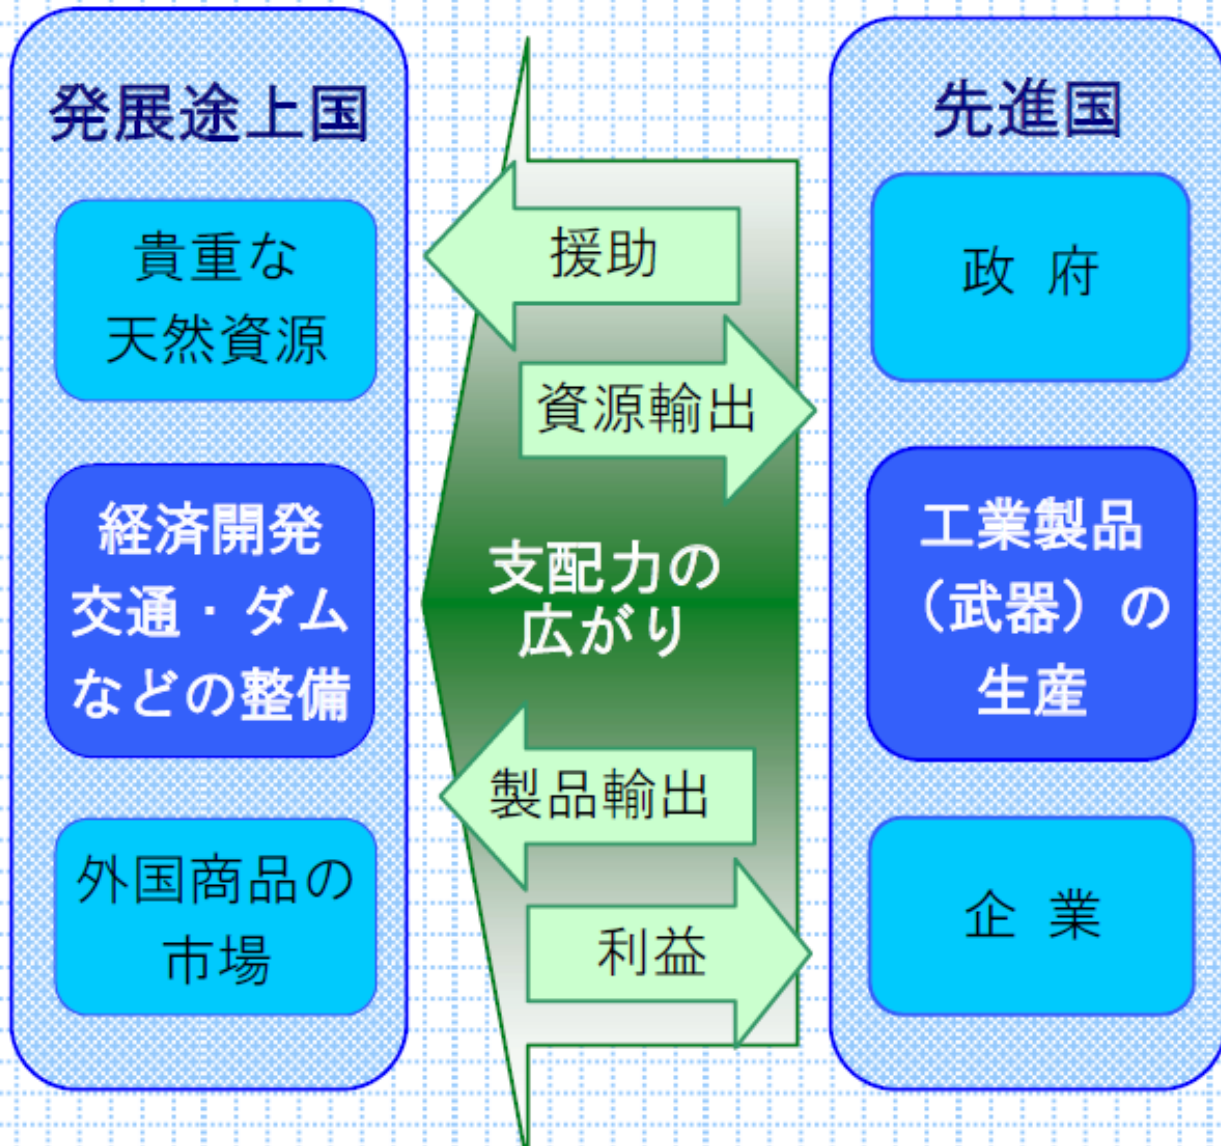 発展途上国
貴重な
天然資源
経済開発
交通・ダム
などの整備
外国商品の
市場
援助
資源輸出
支配力の
広がり
製品輸出
利益
先進国
政 府
工業製品
（武器）の
生産
企 業